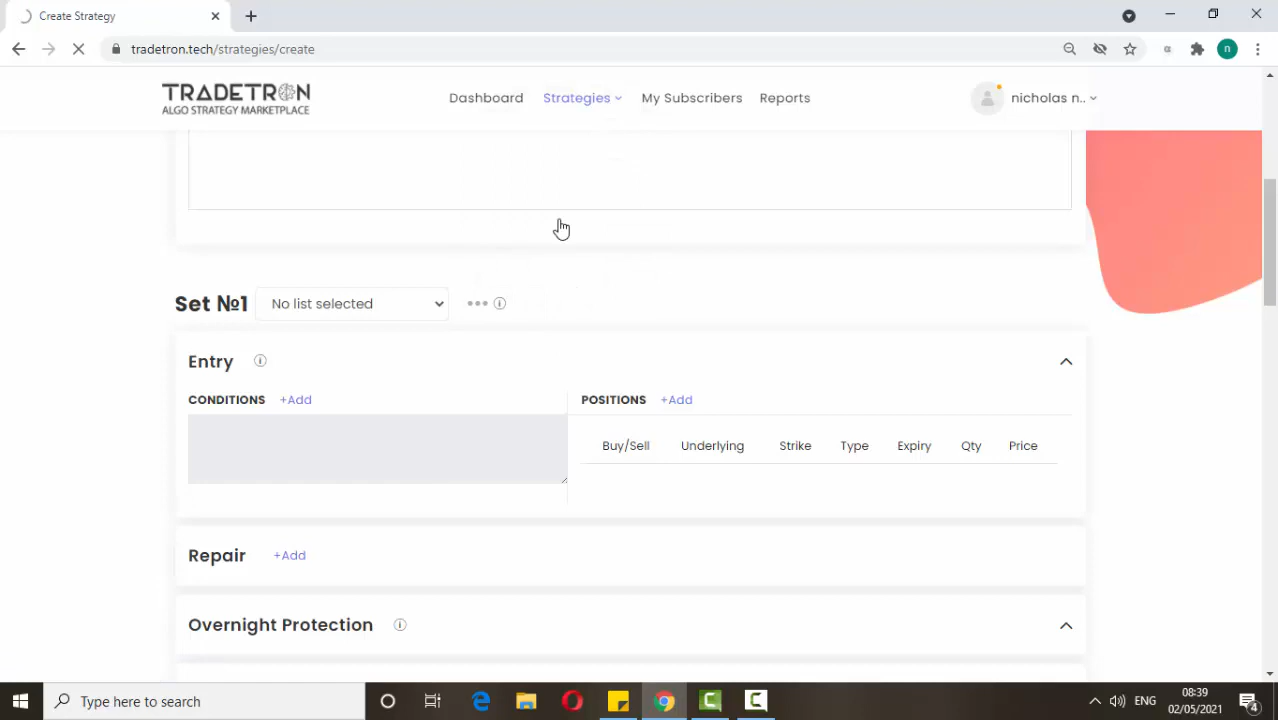 Create Strategy
tradetron.tech/strategies/create
n
TRADETRON
ALGO STRATEGY MARKETPLACE
Dashboard
Strategies
My Subscribers
Reports
nicholas n..
Set №1
No list selected
Entry
CONDITIONS +Add
POSITIONS +Add
Buy/Sell Underlying Strike Type Expiry Qty Price
Repair +Add
Overnight Protection
Type here to search
ENG
08:39
02/05/2021
4